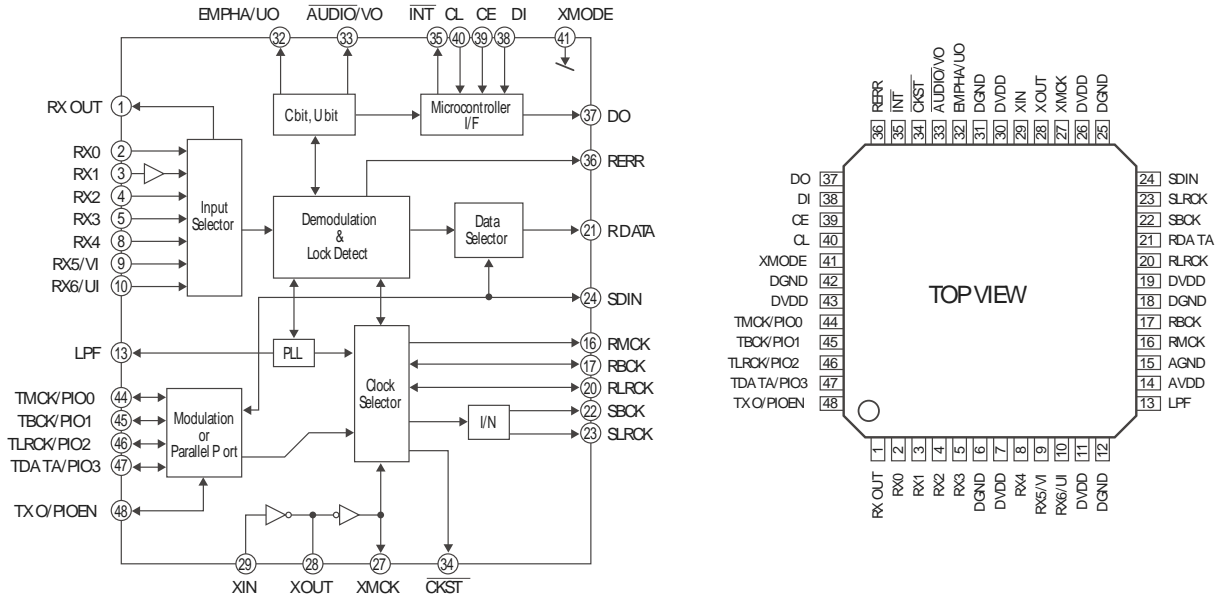 EMPHA/UO AUDIO/VO INT CL CE DI XMODE
32 33 35 40 39 38 41
RXOUT 1
Cbit, Ubit
Microcontroller
I/F
37 DO
RX0 2
RX1 3
RX2 4
RX3 5
RX4 8
RX5/VI 9
RX6/UI 10
Input
Selector
36 RERR
Demodulation
&
Lock Detect
Data
Selector
21 RDATA
24 SDIN
LPF 13
PLL
Clock
Selector
16 RMCK
17 RBCK
20 RLRCK
I/N
22 SBCK
23 SLRCK
TMCK/PIO0 44
TBCK/PIO1 45
TLRCK/PIO2 46
TDATA/PIO3 47
Modulation
or
Parallel Port
TXO/PIOEN 48
29 28 27 34
XIN XOUT XMCK CKST
RERR INT CKST AUDIO/VO EMPHA/UO DGND DVDD XIN XOUT XMCK DVDD DGND
36 35 34 33 32 31 30 29 28 27 26 25
DO 37
DI 38
CE 39
CL 40
XMODE 41
DGND 42
DVDD 43
TMCK/PIO0 44
TBCK/PIO1 45
TLRCK/PIO2 46
TDATA/PIO3 47
TXO/PIOEN 48
TOP VIEW
24 SDIN
23 SLRCK
22 SBCK
21 RDATA
20 RLRCK
19 DVDD
18 DGND
17 RBCK
16 RMCK
15 AGND
14 AVDD
13 LPF
1 2 3 4 5 6 7 8 9 10 11 12
RXOUT RX0 RX1 RX2 RX3 DGND DVDD RX4 RX5/VI RX6/UI DVDD DGND